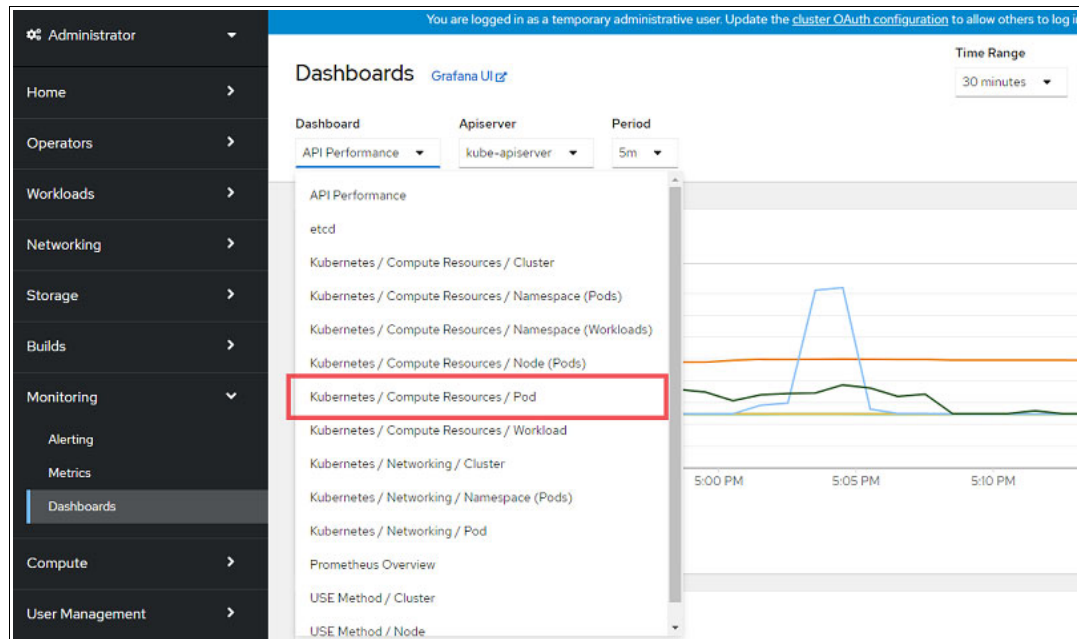 You are logged in as a temporary administrative user. Update the cluster OAuth configuration to allow others to log i
Administrator
Home
Operators
Workloads
Networking
Storage
Builds
Monitoring
Alerting
Metrics
Dashboards
Compute
User Management
Dashboards Grafana UI
Time Range
30 minutes
Dashboard Apiserver Period
API Performance kube-apiserver 5m
API Performance
etcd
Kubernetes / Compute Resources / Cluster
Kubernetes / Compute Resources / Namespace (Pods)
Kubernetes / Compute Resources / Namespace (Workloads)
Kubernetes / Compute Resources / Node (Pods)
Kubernetes / Compute Resources / Pod
Kubernetes / Compute Resources / Workload
Kubernetes / Networking / Cluster
Kubernetes / Networking / Namespace (Pods)
Kubernetes / Networking / Pod
Prometheus Overview
USE Method / Cluster
USE Method / Node
5:00 PM 5:05 PM 5:10 PM